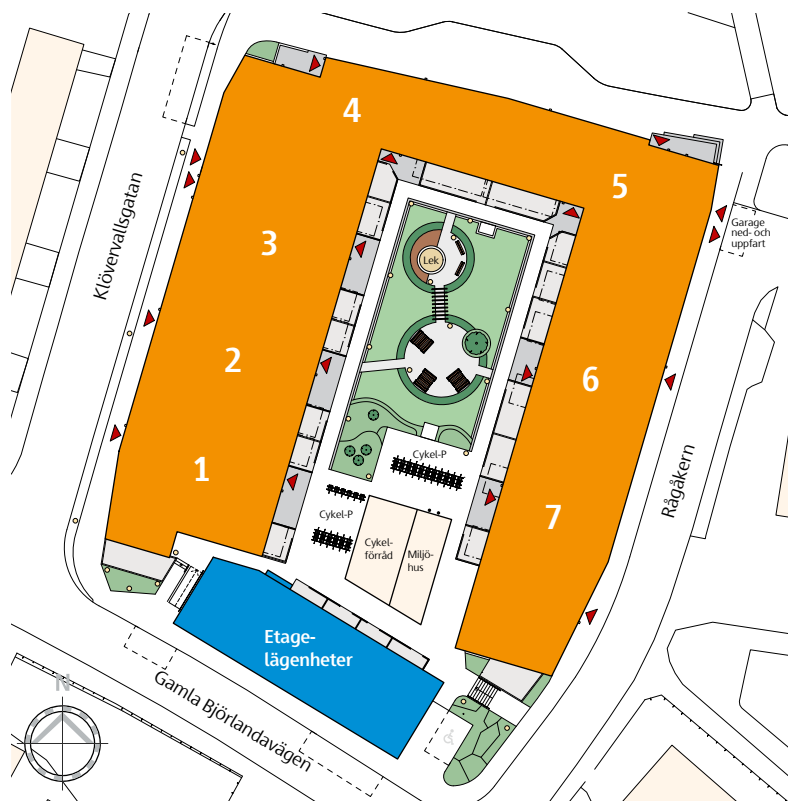 4
5
Garage
ned- och
uppfart
Klövervallsgatan
3
Lek
2
6
Cykel-P
1
7
Rågåkern
Cykel-P
Cykel-
förråd
Miljö-
hus
Etage-
lägenheter
N
Gamla Björlandavägen